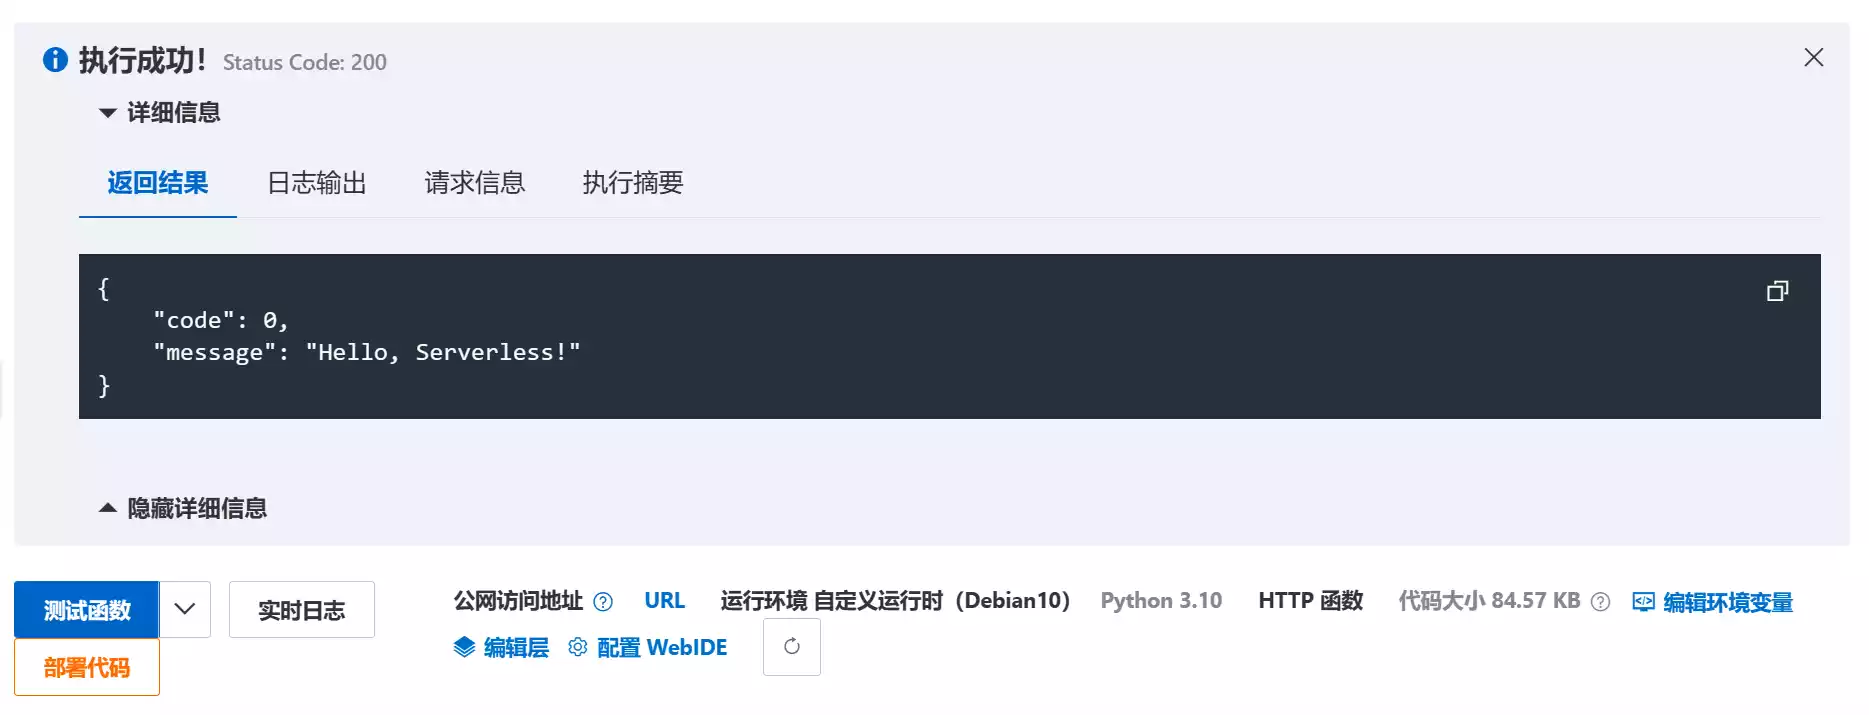 执行成功! Status Code: 200
详细信息
返回结果 日志输出 请求信息 执行摘要
{
"code": 0,
"message": "Hello, Serverless!"
}
隐藏详细信息
测试函数 实时日志 公网访问地址 URL 运行环境 自定义运行时（Debian10） Python 3.10 HTTP 函数 代码大小 84.57 KB 编辑环境变量
编辑层 配置 WebIDE
部署代码